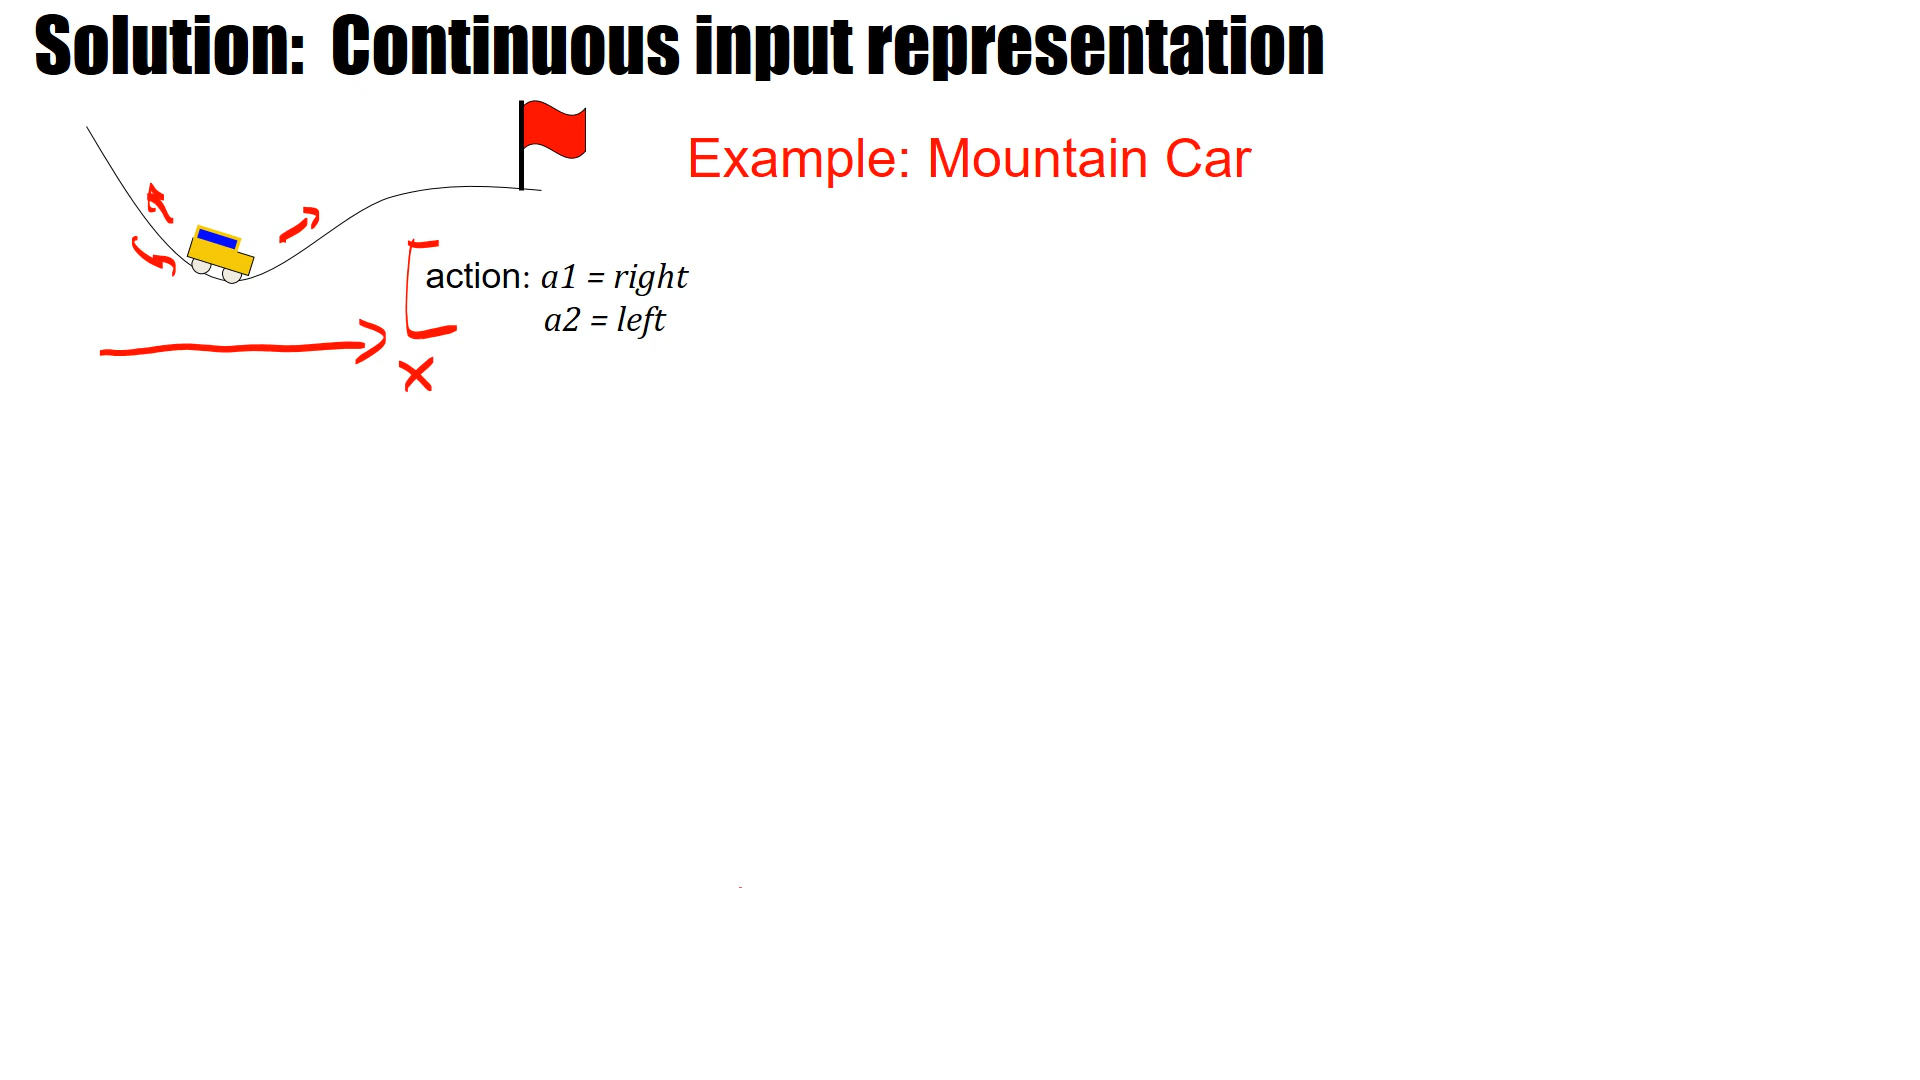 Solution: Continuous input representation
Example: Mountain Car
action: a1 = right
a2 = left
x